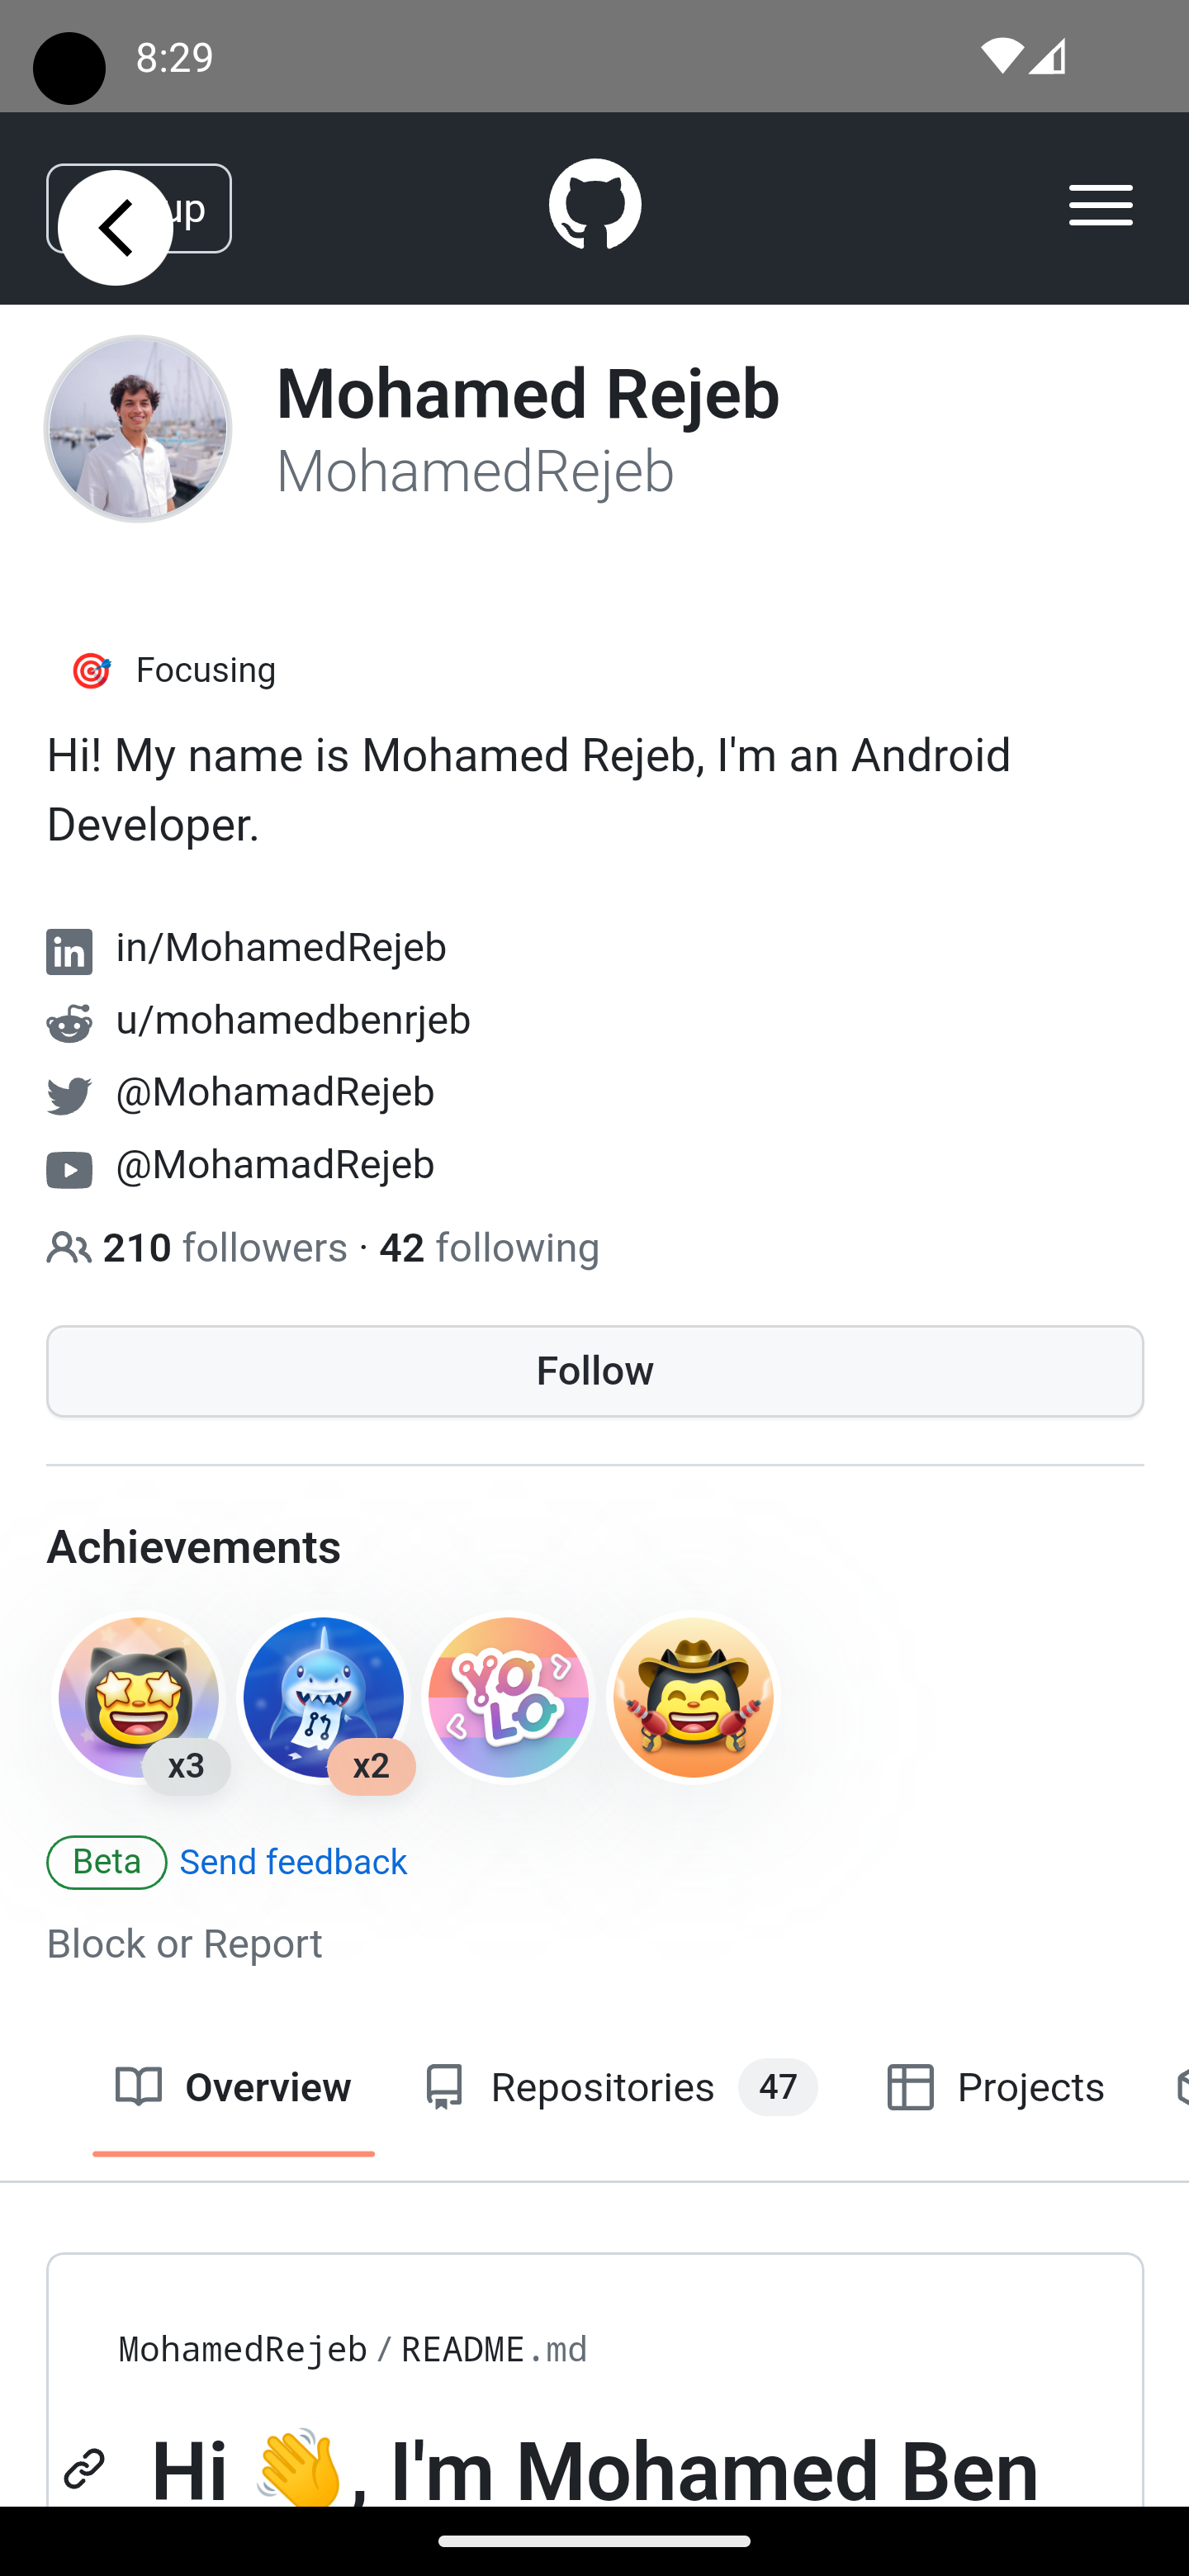 8:29
up
Mohamed Rejeb
MohamedRejeb
Focusing
Hi! My name is Mohamed Rejeb, I'm an Android
Developer.
in/MohamedRejeb
u/mohamedbenrjeb
@MohamadRejeb
@MohamadRejeb
210 followers · 42 following
Follow
Achievements
YOLO
x3 x2
Beta Send feedback
Block or Report
Overview Repositories 47 Projects
MohamedRejeb / README.md
Hi 👋, I'm Mohamed Ben